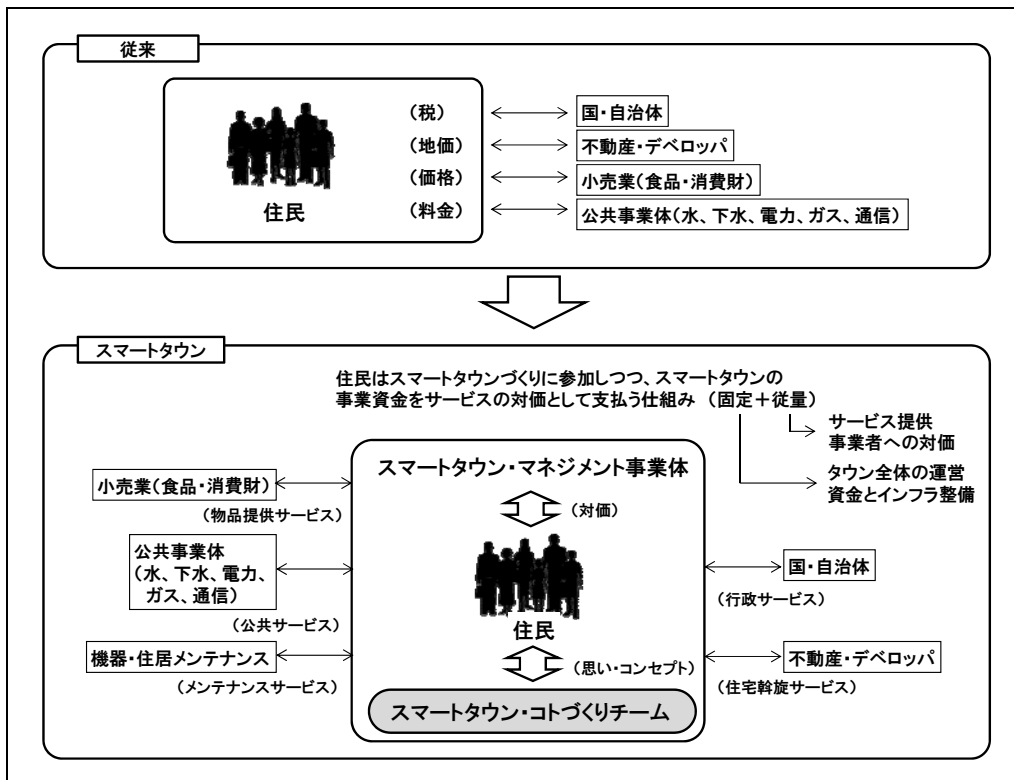 従来
(税)
国・自治体
(地価)
不動産・デベロッパ
(価格)
小売業(食品・消費財)
(料金)
公共事業体(水、下水、電力、ガス、通信)
住民
スマートタウン
住民はスマートタウンづくりに参加しつつ、スマートタウンの
事業資金をサービスの対価として支払う仕組み (固定+従量)
サービス提供
事業者への対価
タウン全体の運営
資金とインフラ整備
スマートタウン・マネジメント事業体
(対価)
住民
(思い・コンセプト)
スマートタウン・コトづくりチーム
小売業(食品・消費財)
(物品提供サービス)
公共事業体
(水、下水、電力、
ガス、通信)
(公共サービス)
機器・住居メンテナンス
(メンテナンスサービス)
国・自治体
(行政サービス)
不動産・デベロッパ
(住宅斡旋サービス)